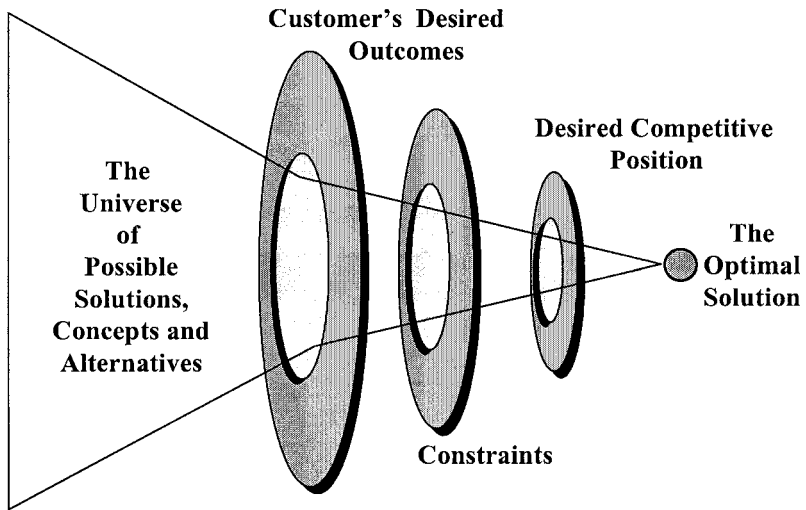 Customer's Desired
Outcomes
Desired Competitive
Position
The
Universe
of
Possible
Solutions,
Concepts and
Alternatives
The
Optimal
Solution
Constraints